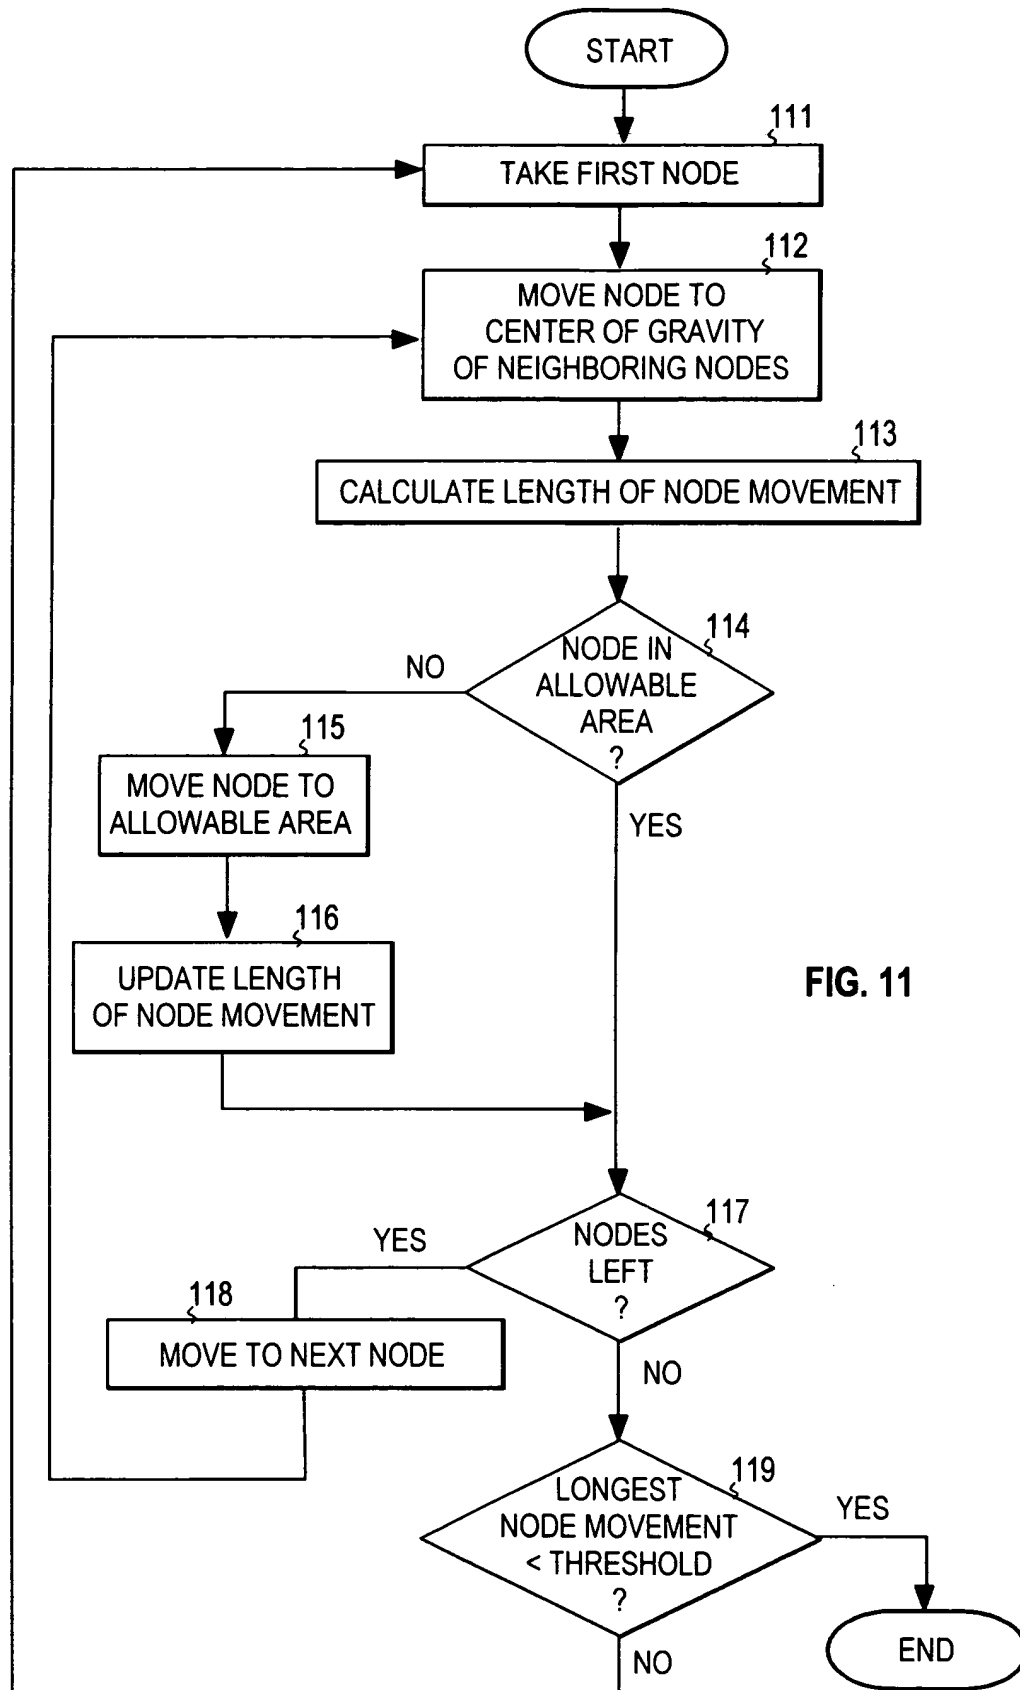 START
111
TAKE FIRST NODE
112
MOVE NODE TO
CENTER OF GRAVITY
OF NEIGHBORING NODES
113
CALCULATE LENGTH OF NODE MOVEMENT
114
NODE IN
ALLOWABLE
AREA
?
NO
YES
115
MOVE NODE TO
ALLOWABLE AREA
116
UPDATE LENGTH
OF NODE MOVEMENT
FIG. 11
117
NODES
LEFT
?
YES
NO
118
MOVE TO NEXT NODE
119
LONGEST
NODE MOVEMENT
< THRESHOLD
?
YES
NO
END